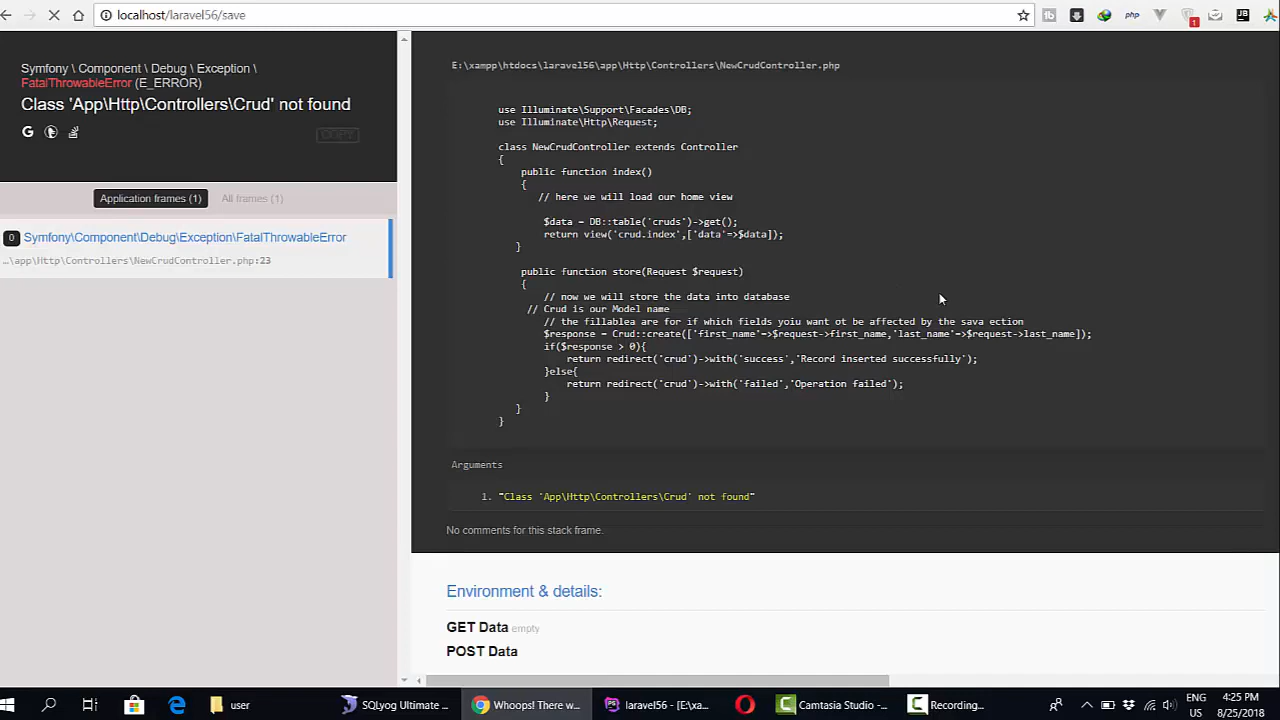 localhost/laravel56/save
php
JB
1
Symfony \ Component \ Debug \ Exception \
FatalThrowableError (E_ERROR)
Class 'App\Http\Controllers\Crud' not found
G
COPY
Application frames (1)
All frames (1)
0 Symfony\Component\Debug\Exception\FatalThrowableError
…\app\Http\Controllers\NewCrudController.php:23
E:\xampp\htdocs\laravel56\app\Http\Controllers\NewCrudController.php
use Illuminate\Support\Facades\DB;
use Illuminate\Http\Request;
class NewCrudController extends Controller
{
public function index()
{
// here we will load our home view
$data = DB::table('cruds')->get();
return view('crud.index',['data'=>$data]);
}
public function store(Request $request)
{
// now we will store the data into database
// Crud is our Model name
// the fillablea are for if which fields yoiu want ot be affected by the sava ection
$response = Crud::create(['first_name'=>$request->first_name,'last_name'=>$request->last_name]);
if($response > 0){
return redirect('crud')->with('success','Record inserted successfully');
}else{
return redirect('crud')->with('failed','Operation failed');
}
}
}
Arguments
1. "Class 'App\Http\Controllers\Crud' not found"
No comments for this stack frame.
Environment & details:
GET Data empty
POST Data
user
SQLyog Ultimate ...
Whoops! There w...
laravel56 - [E:\xa...
Camtasia Studio - ...
Recording...
ENG
US
4:25 PM
8/25/2018